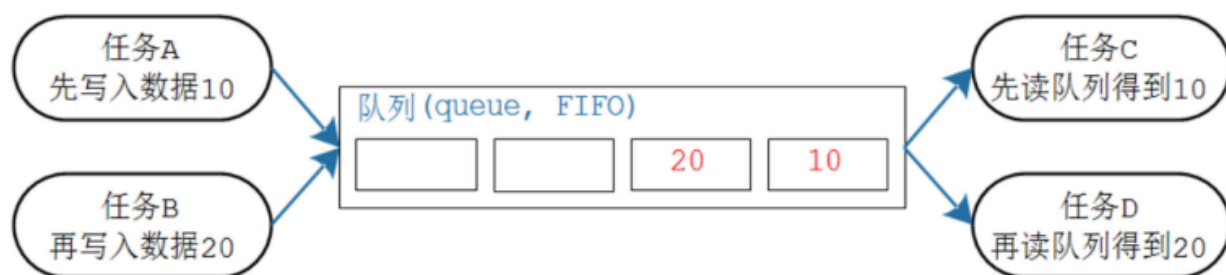 任务A
先写入数据10
任务B
再写入数据20
队列(queue, FIFO)
20
10
任务C
先读队列得到10
任务D
再读队列得到20